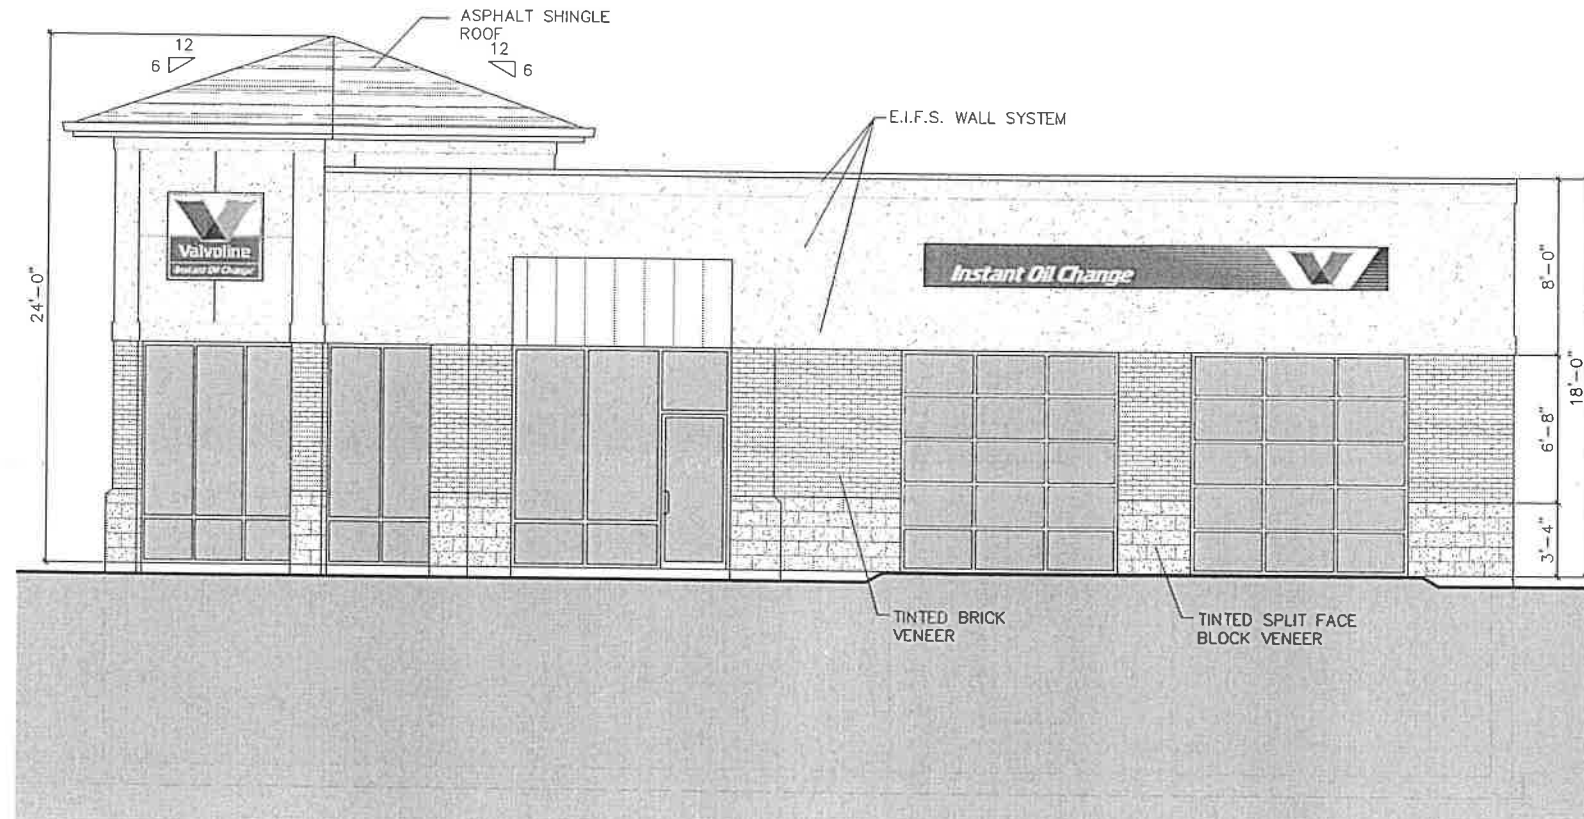 ASPHALT SHINGLE
ROOF
12
6
12
6
E.I.F.S. WALL SYSTEM
24'-0"
Valvoline
Instant Oil Change
Instant Oil Change
8'-0"
18'-0"
6'-8"
3'-4"
TINTED BRICK
VENEER
TINTED SPLIT FACE
BLOCK VENEER